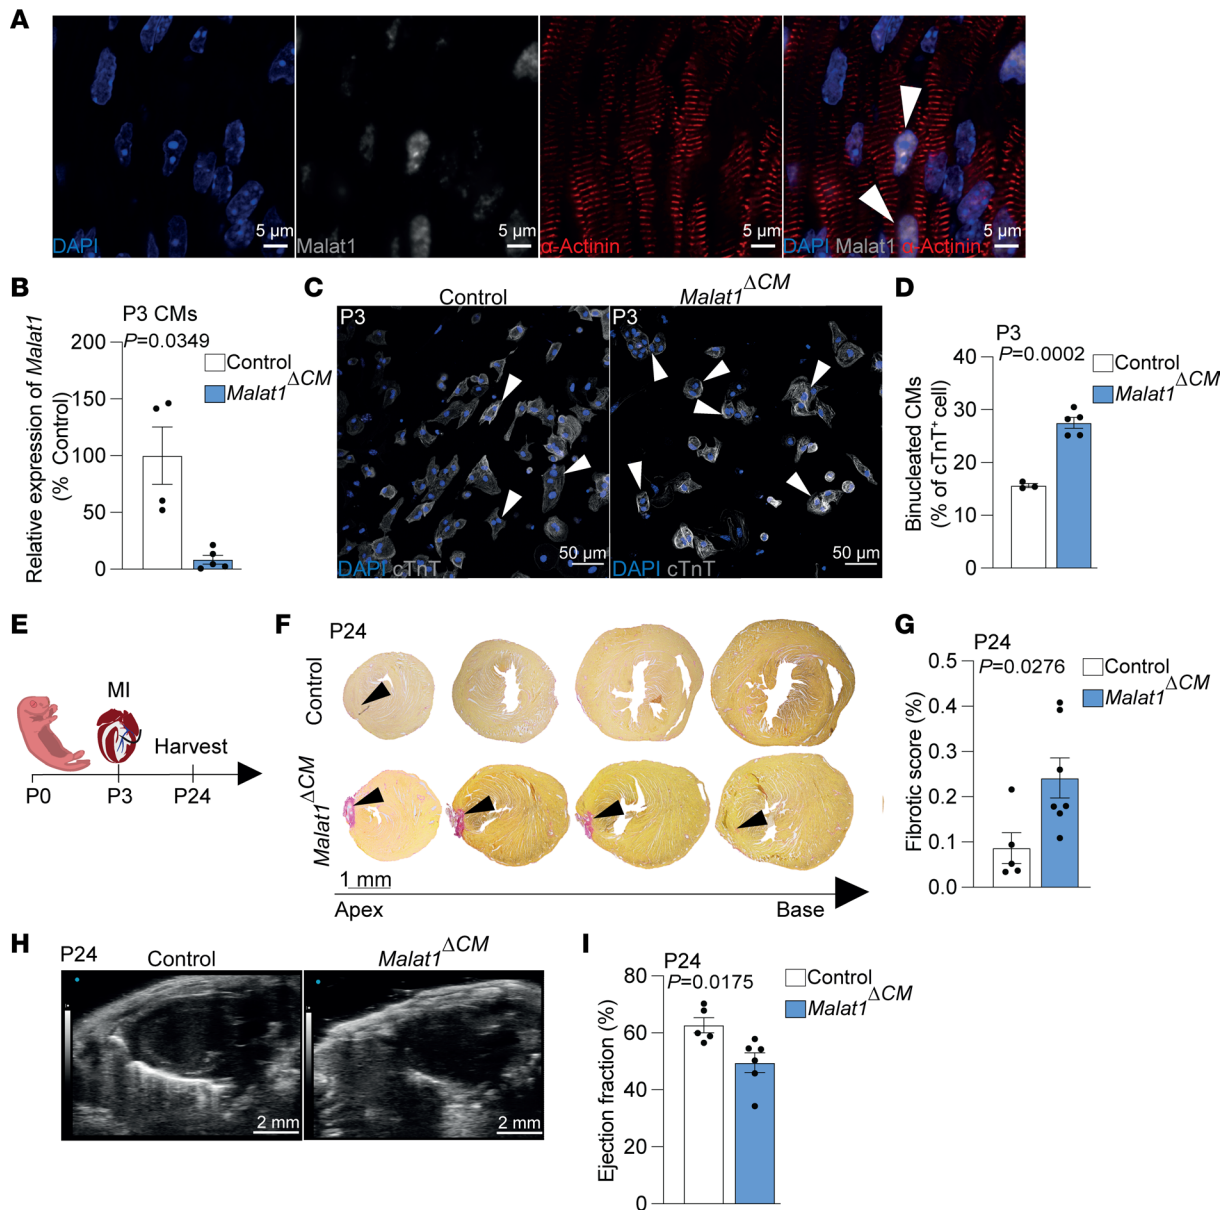 A
DAPI
5 µm
Malat1
5 µm
α-Actinin
5 µm
DAPI Malat1 α-Actinin
5 µm
B
P3 CMs
P=0.0349
Relative expression of Malat1
(% Control)
200
150
100
50
0
Control
Malat1ΔCM
C
Control
Malat1ΔCM
P3
DAPI cTnT
50 µm
P3
DAPI cTnT
50 µm
D
P3
P=0.0002
Binucleated CMs
(% of cTnT+ cell)
40
30
20
10
0
Control
Malat1ΔCM
E
MI
Harvest
P0
P3
P24
F
P24
Control
Malat1ΔCM
1 mm
Apex
Base
G
P24
P=0.0276
Fibrotic score (%)
0.5
0.4
0.3
0.2
0.1
0.0
Control
Malat1ΔCM
H
P24
Control
Malat1ΔCM
2 mm
2 mm
I
P24
P=0.0175
Ejection fraction (%)
80
60
40
20
0
Control
Malat1ΔCM